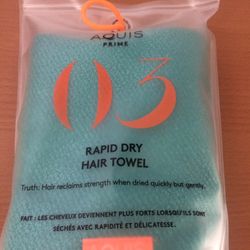 AQUIS
PRIME
03
RAPID DRY
HAIR TOWEL
Truth: Hair reclaims strength when dried quickly but gently.
FAIT : LES CHEVEUX DEVIENNENT PLUS FORTS LORSQU'ILS SONT
SÉCHÉS AVEC RAPIDITÉ ET DÉLICATESSE.